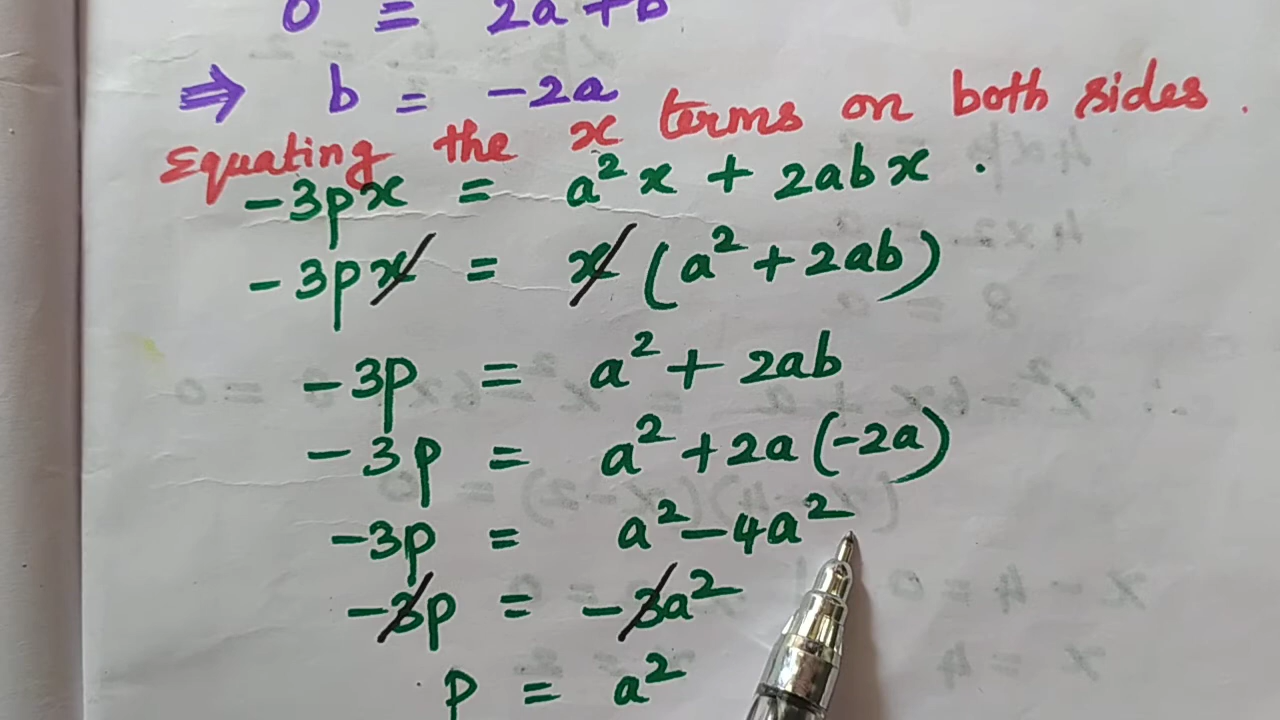 0 = 2a+b
⇒ b = -2a
Equating the x terms on both sides.
-3px = a²x + 2abx.
-3px = x(a²+2ab)
-3p = a²+2ab
-3p = a²+2a(-2a)
-3p = a²-4a²
-3p = -3a²
p = a²